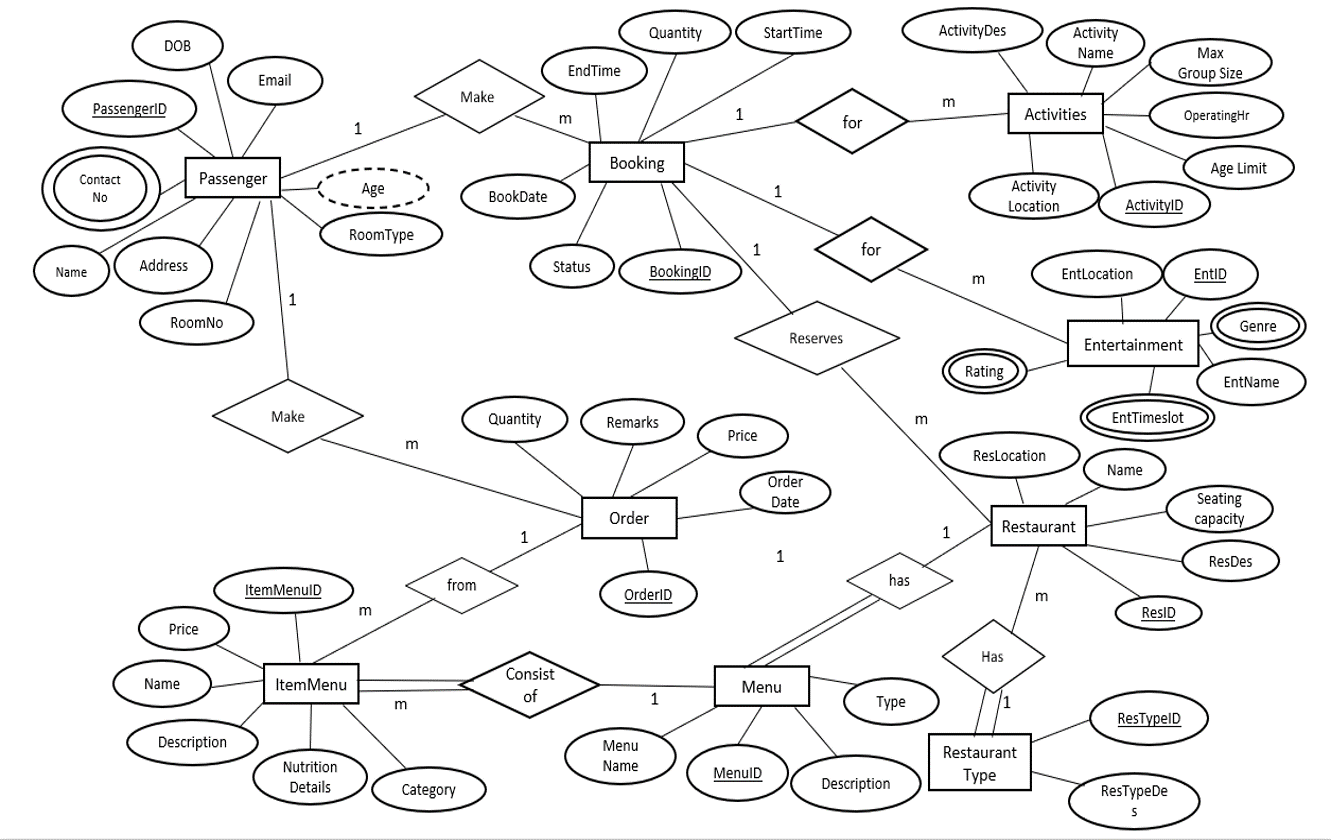 DOB
Email
PassengerID
Contact
No
Passenger
Age
RoomType
Name
Address
RoomNo
1
Make
m
Quantity
StartTime
EndTime
Booking
BookDate
Status
BookingID
1
for
m
ActivityDes
Activity
Name
Max
Group Size
Activities
OperatingHr
Age Limit
Activity
Location
ActivityID
1
for
m
EntLocation
EntID
Genre
Entertainment
Rating
EntName
EntTimeslot
1
Reserves
m
1
Make
m
Quantity
Remarks
Price
Order
Date
Order
OrderID
1
from
m
ResLocation
Name
Seating
capacity
Restaurant
ResDes
ResID
1
has
1
m
Has
1
ItemMenuID
Price
Name
ItemMenu
Description
Nutrition
Details
Category
m
Consist
of
1
Menu
Type
Menu
Name
MenuID
Description
Restaurant
Type
ResTypeID
ResTypeDe
s